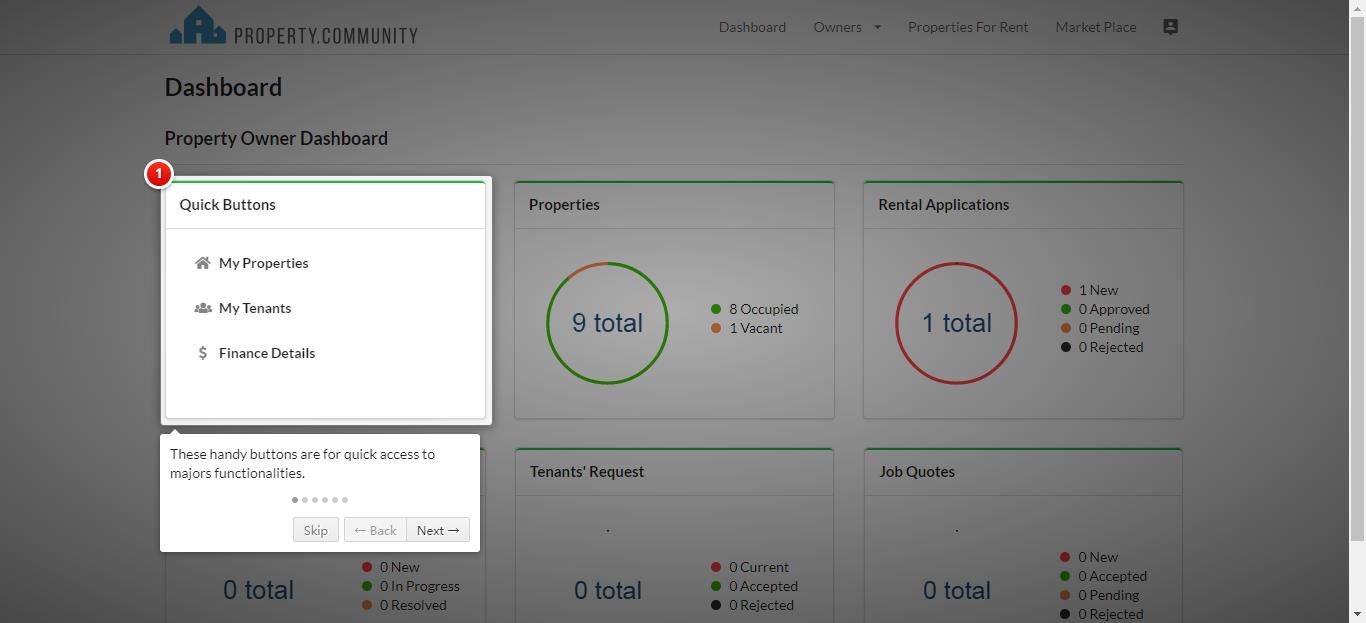 PROPERTY.COMMUNITY
Dashboard
Owners
Properties For Rent
Market Place
Dashboard
Property Owner Dashboard
1
Quick Buttons
My Properties
My Tenants
$ Finance Details
These handy buttons are for quick access to
majors functionalities.
Skip
← Back
Next →
Properties
9 total
8 Occupied
1 Vacant
Rental Applications
1 total
1 New
0 Approved
0 Pending
0 Rejected
0 total
0 New
0 In Progress
0 Resolved
Tenants' Request
0 total
0 Current
0 Accepted
0 Rejected
Job Quotes
0 total
0 New
0 Accepted
0 Pending
0 Rejected